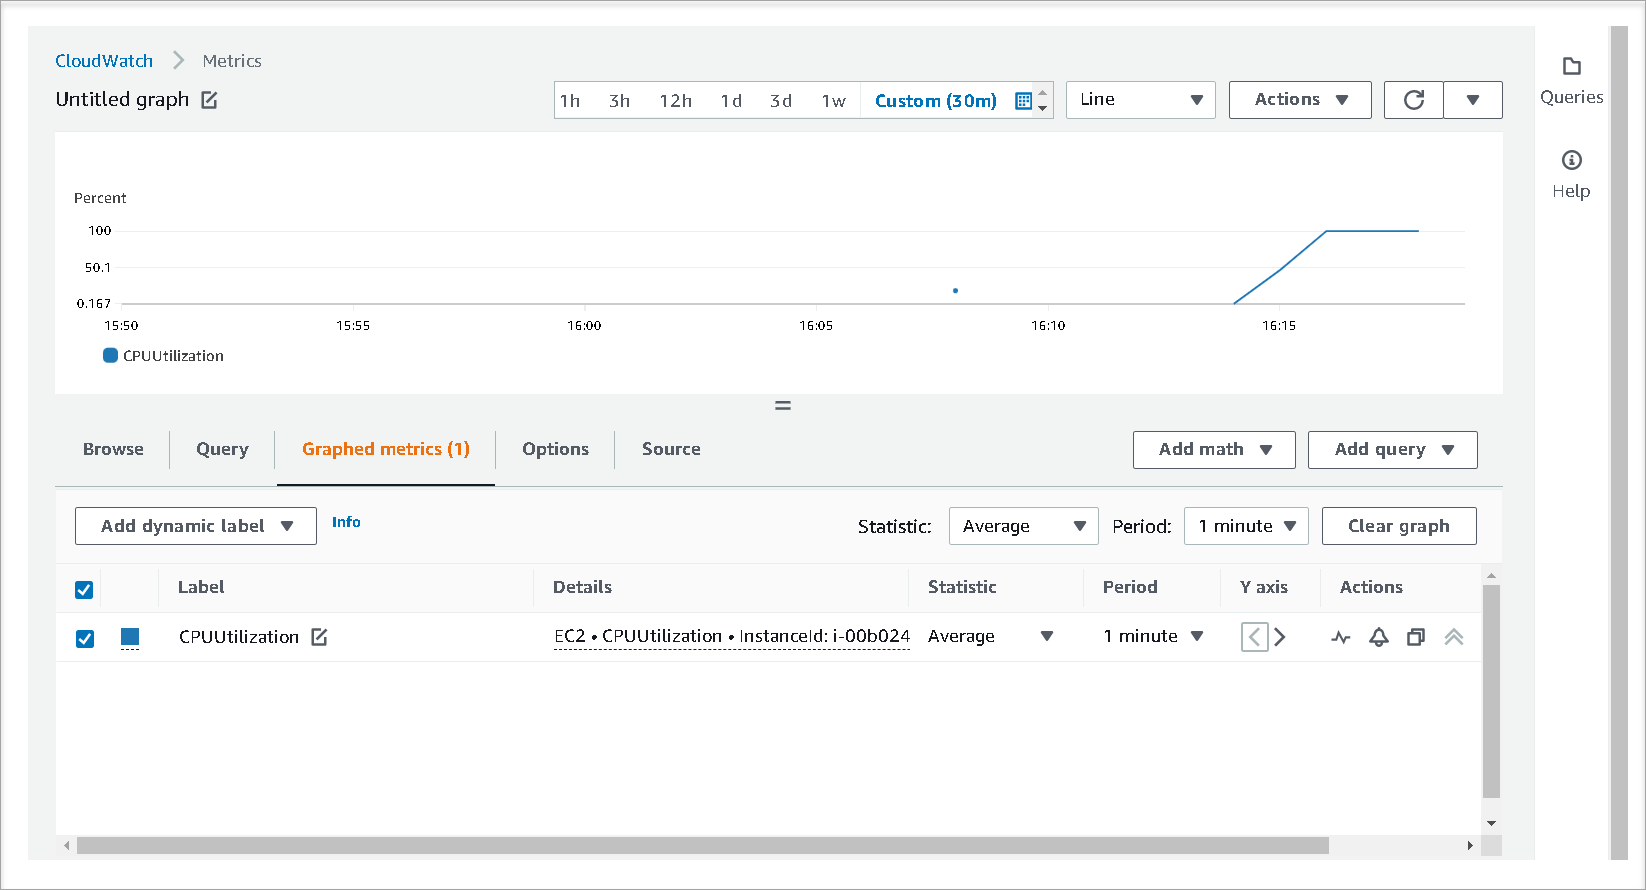 CloudWatch Metrics
Untitled graph
1h 3h 12h 1d 3d 1w Custom (30m) Line Actions
Queries
Help
Percent
100
50.1
0.167
15:50 15:55 16:00 16:05 16:10 16:15
CPUUtilization
Browse Query Graphed metrics (1) Options Source Add math Add query
Add dynamic label Info Statistic: Average Period: 1 minute Clear graph
Label Details Statistic Period Y axis Actions
CPUUtilization EC2 • CPUUtilization • InstanceId: i-00b024 Average 1 minute